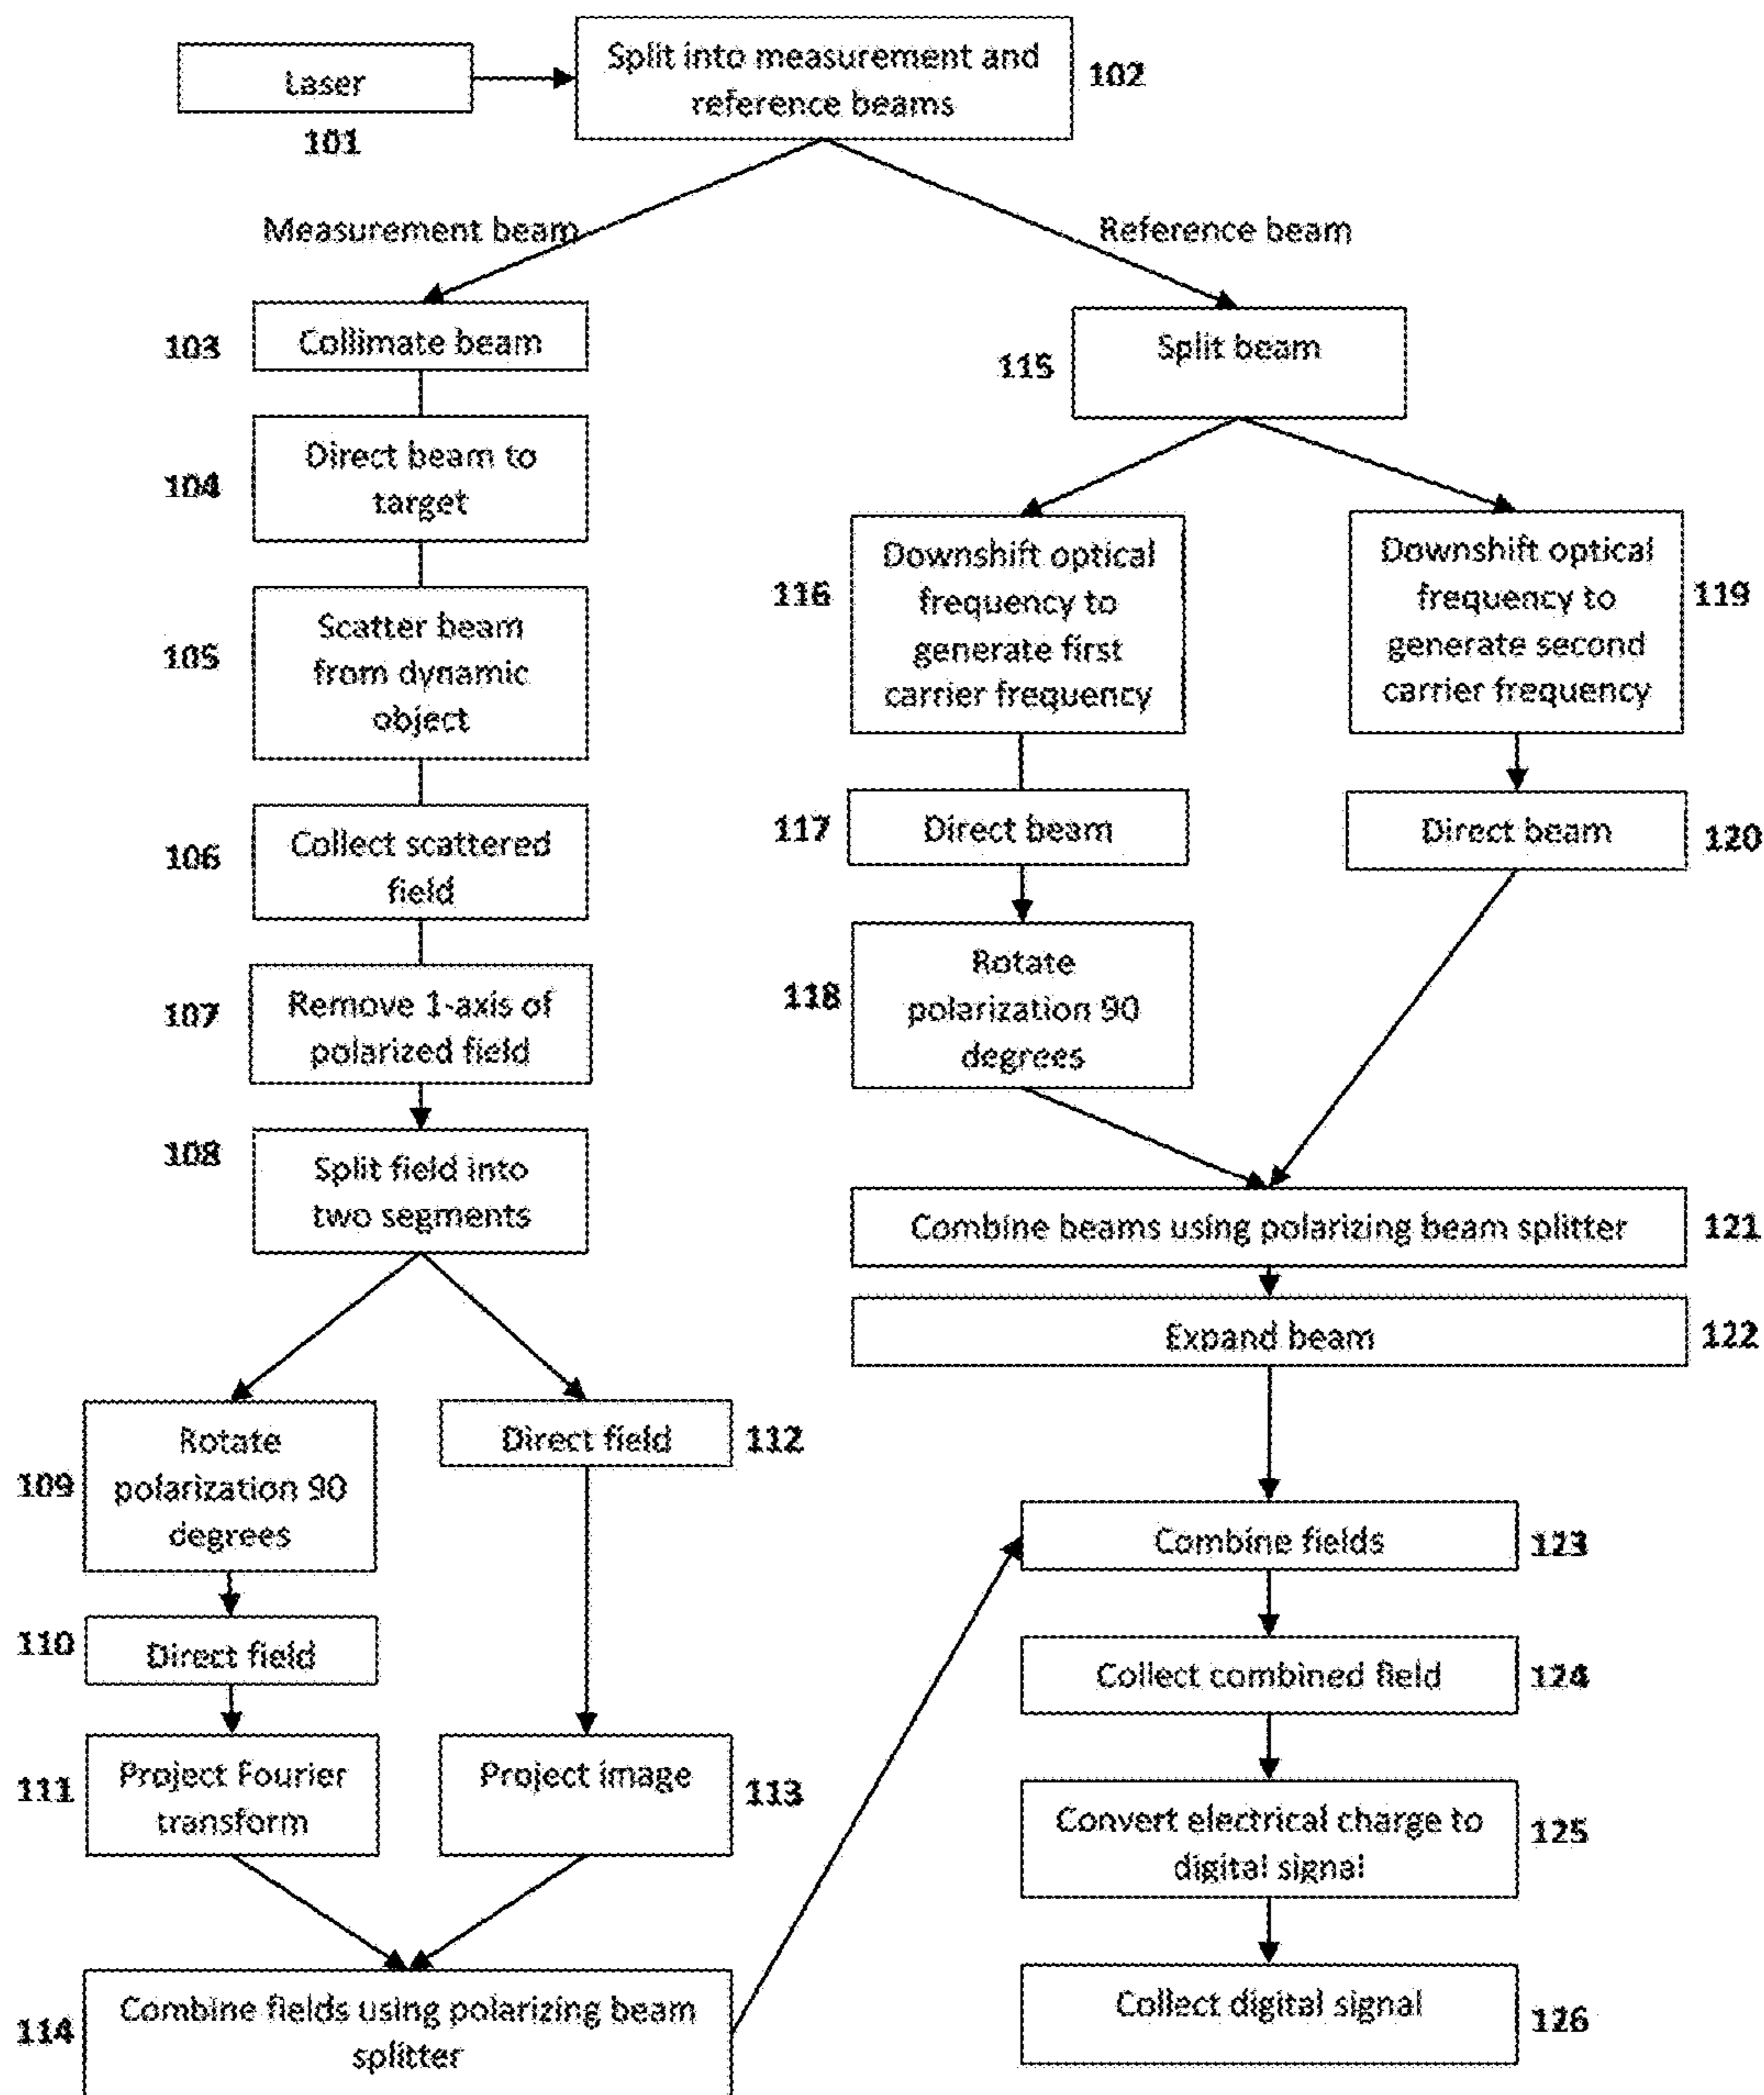 Laser
101
Split into measurement and
reference beams
102
Measurement beam
Reference beam
103
Collimate beam
104
Direct beam to
target
105
Scatter beam
from dynamic
object
106
Collect scattered
field
107
Remove 1-axis of
polarized field
108
Split field into
two segments
109
Rotate
polarization 90
degrees
110
Direct field
111
Project Fourier
transform
Direct field
112
Project image
113
114
Combine fields using polarizing beam
splitter
115
Split beam
116
Downshift optical
frequency to
generate first
carrier frequency
117
Direct beam
118
Rotate
polarization 90
degrees
Downshift optical
frequency to
generate second
carrier frequency
119
Direct beam
120
Combine beams using polarizing beam splitter
121
Expand beam
122
Combine fields
123
Collect combined field
124
Convert electrical charge to
digital signal
125
Collect digital signal
126